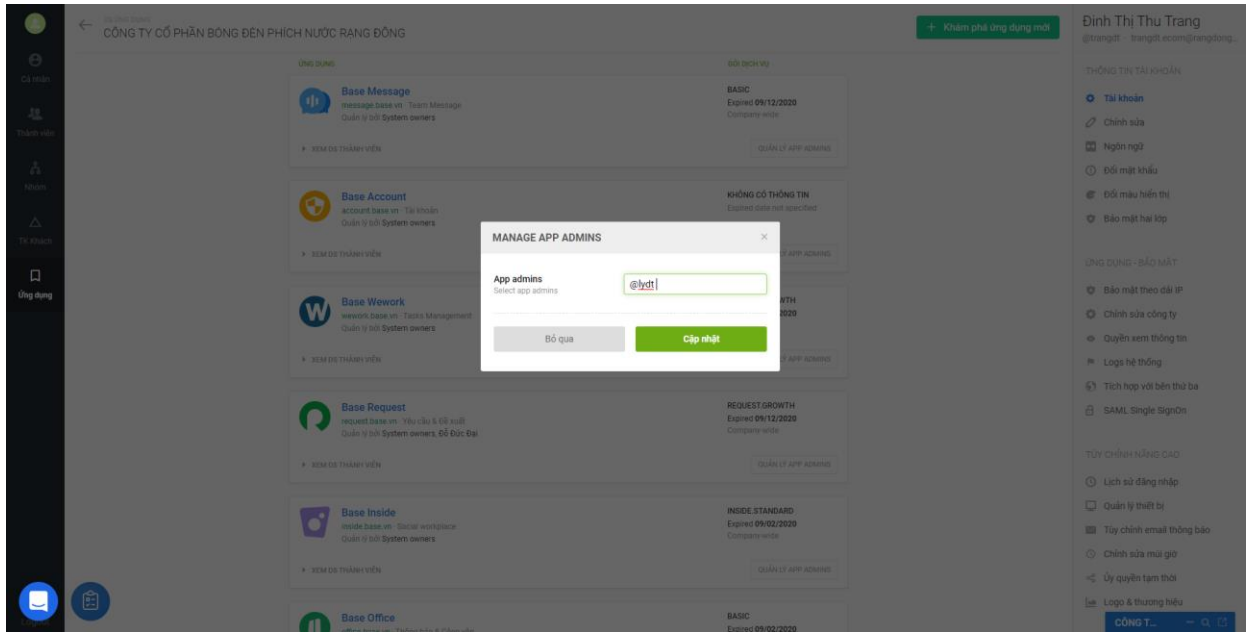 CÔNG TY CỔ PHẦN BÓNG ĐÈN PHÍCH NƯỚC RẠNG ĐÔNG
+ Khám phá ứng dụng mới
Đinh Thị Thu Trang
Cá nhân
Thành viên
Nhóm
TK Khách
Ứng dụng
ỨNG DỤNG
GÓI DỊCH VỤ
Base Message
message.base.vn · Team Message
Quản lý bởi System owners
BASIC
Expired 09/12/2020
Company-wide
XEM DS THÀNH VIÊN
QUẢN LÝ APP ADMINS
Base Account
account.base.vn · Tài khoản
Quản lý bởi System owners
KHÔNG CÓ THÔNG TIN
Expired date not specified
XEM DS THÀNH VIÊN
APP ADMINS
MANAGE APP ADMINS
×
App admins
Select app admins
@lydt
Bỏ qua
Cập nhật
Base Wework
wework.base.vn · Tasks Management
Quản lý bởi System owners
WTH
2020
XEM DS THÀNH VIÊN
APP ADMINS
Base Request
request.base.vn · Yêu cầu & Đề xuất
Quản lý bởi System owners, Đỗ Đức Đại
REQUEST.GROWTH
Expired 09/12/2020
Company-wide
XEM DS THÀNH VIÊN
QUẢN LÝ APP ADMINS
Base Inside
inside.base.vn · Social workplace
Quản lý bởi System owners
INSIDE.STANDARD
Expired 09/02/2020
Company-wide
XEM DS THÀNH VIÊN
QUẢN LÝ APP ADMINS
Base Office
BASIC
Expired 09/02/2020
THÔNG TIN TÀI KHOẢN
Tài khoản
Chỉnh sửa
Ngôn ngữ
Đổi mật khẩu
Đổi màu hiển thị
Bảo mật hai lớp
ỨNG DỤNG - BẢO MẬT
Bảo mật theo dải IP
Chỉnh sửa công ty
Quyền xem thông tin
Logs hệ thống
Tích hợp với bên thứ ba
SAML Single SignOn
TÙY CHỈNH NÂNG CAO
Lịch sử đăng nhập
Quản lý thiết bị
Tùy chỉnh email thông báo
Chỉnh sửa múi giờ
Ủy quyền tạm thời
Logo & thương hiệu
CÔNG T...